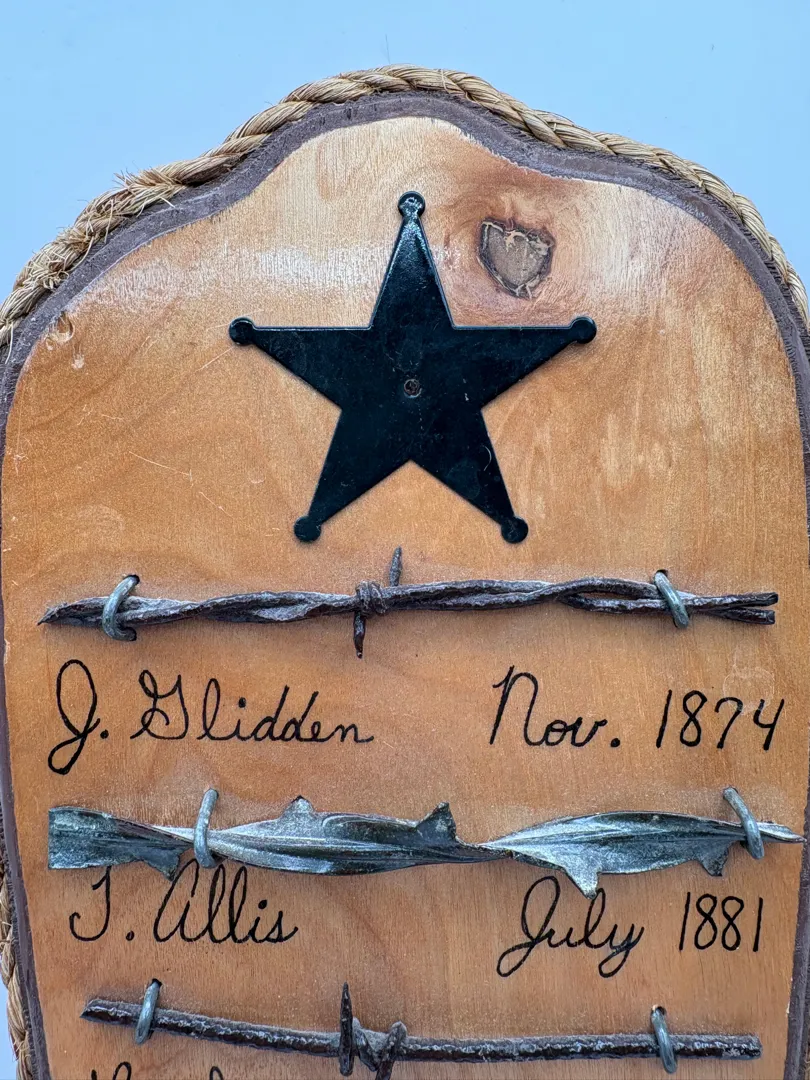 J. Glidden Nov. 1874
T. Allis July 1881